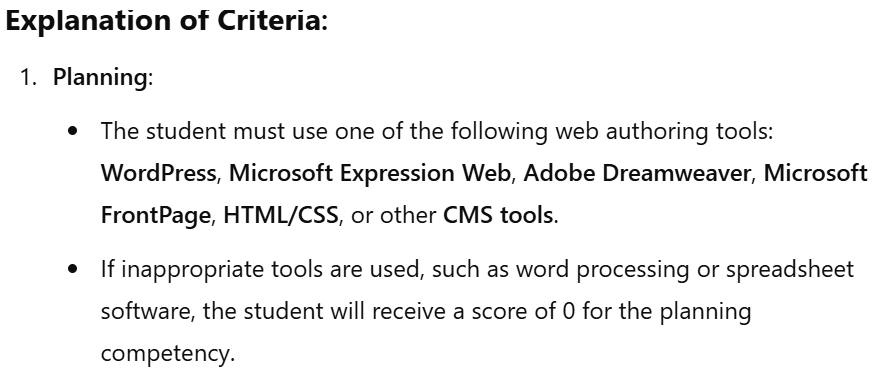 Explanation of Criteria:
1. Planning:
• The student must use one of the following web authoring tools:
WordPress, Microsoft Expression Web, Adobe Dreamweaver, Microsoft
FrontPage, HTML/CSS, or other CMS tools.
• If inappropriate tools are used, such as word processing or spreadsheet
software, the student will receive a score of 0 for the planning
competency.